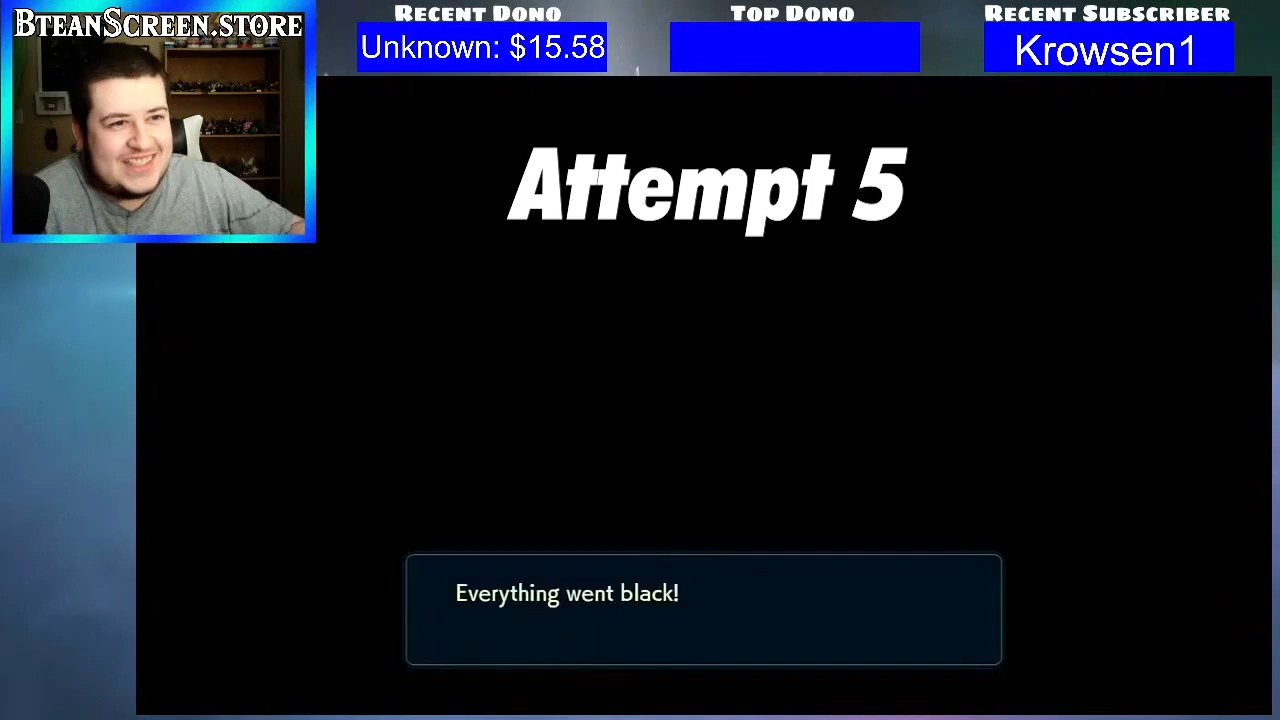 BteanScreen.store
Recent Dono
Unknown: $15.58
Top Dono
Recent Subscriber
Krowsen1
Attempt 5
Everything went black!